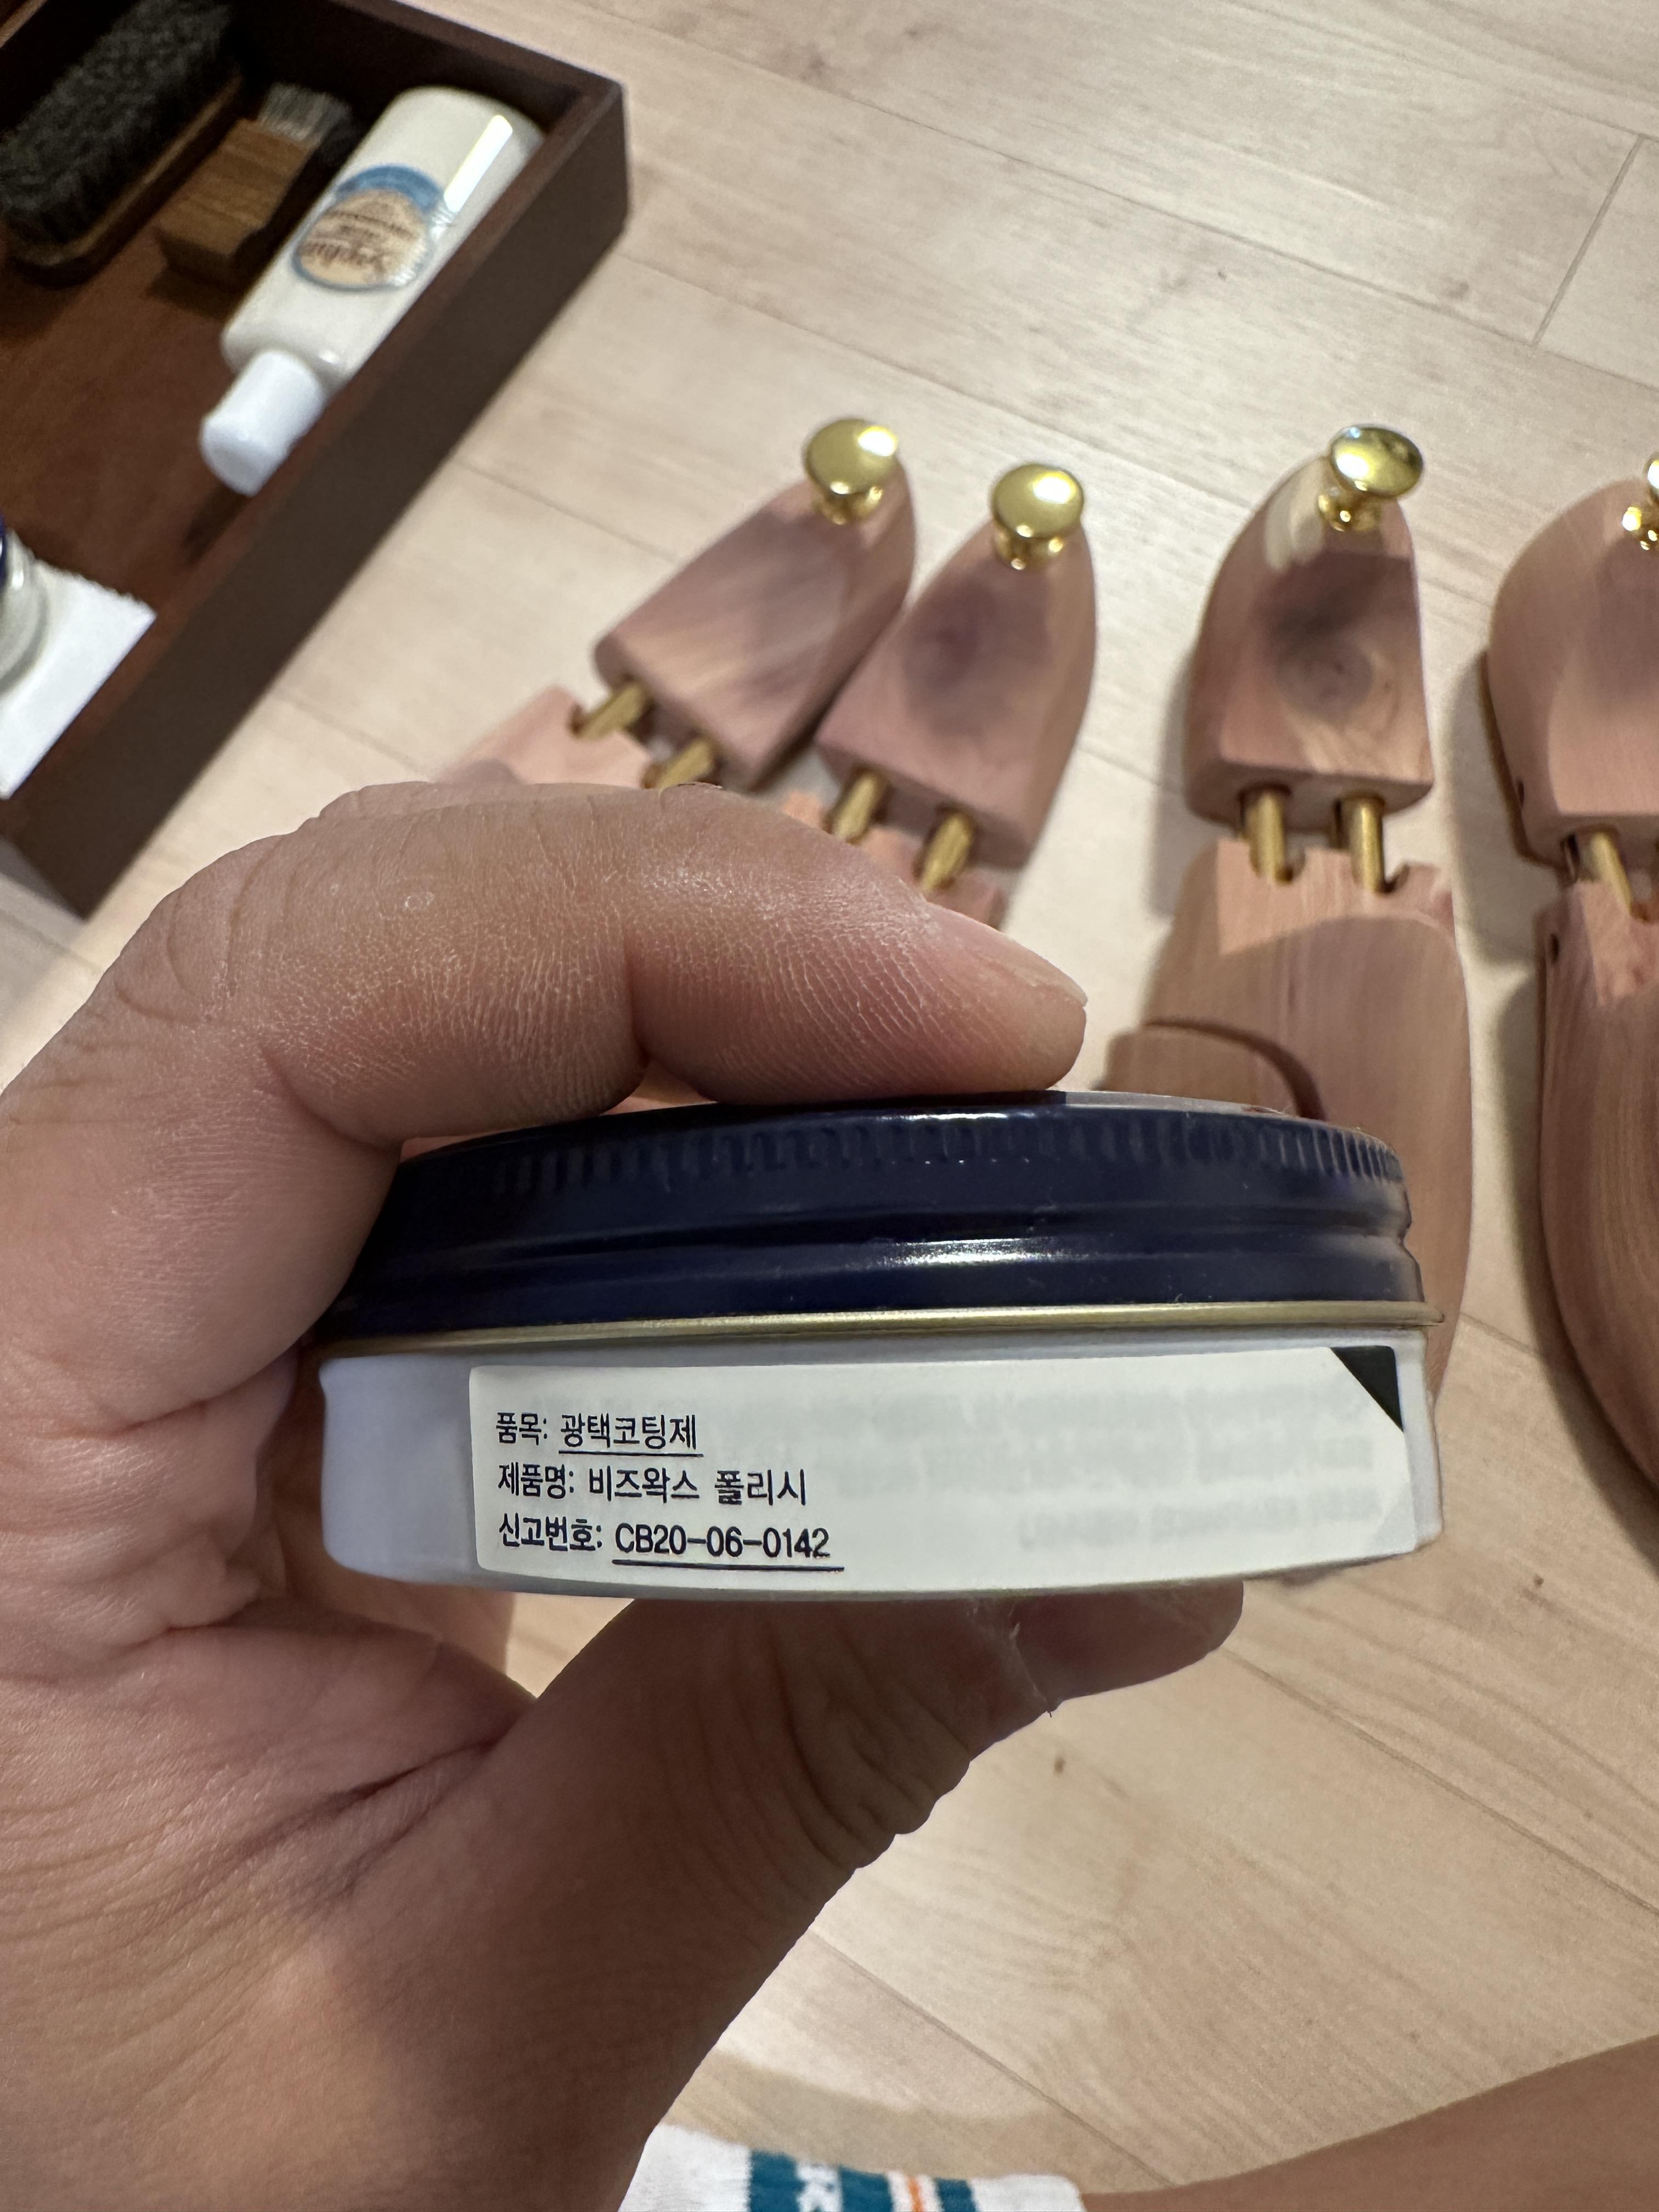 품목: 광택코팅제
제품명: 비즈왁스 폴리시
신고번호: CB20-06-0142